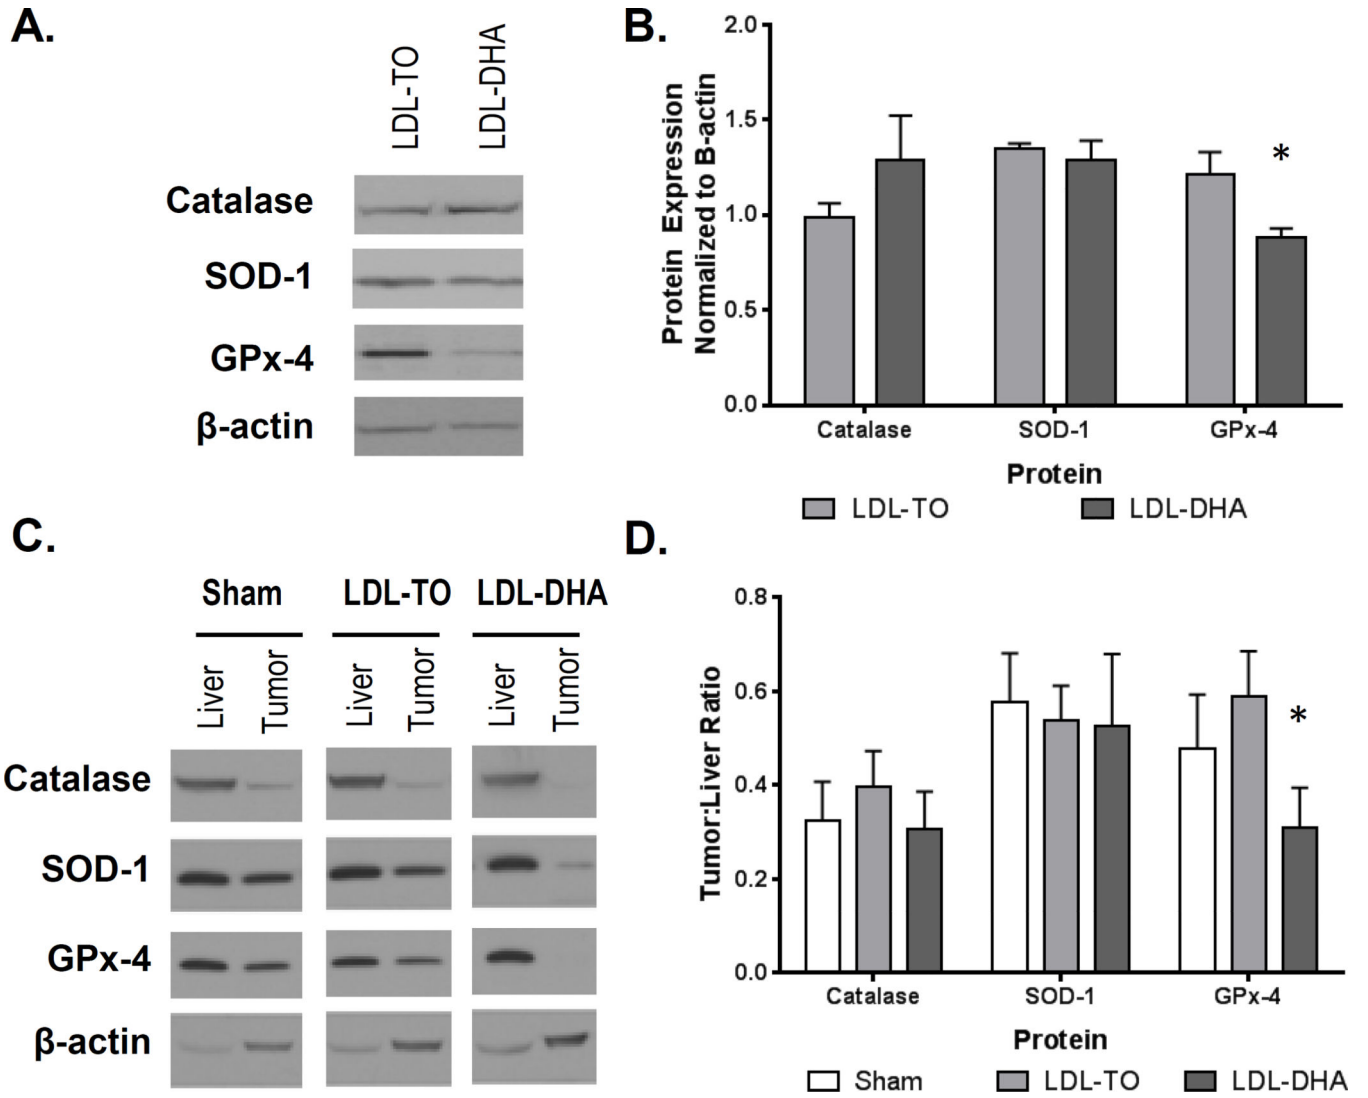 A.
LDL-TO
LDL-DHA
Catalase
SOD-1
GPx-4
β-actin
B.
Protein Expression
Normalized to B-actin
2.0
1.5
1.0
0.5
0.0
Catalase
SOD-1
GPx-4
*
Protein
LDL-TO
LDL-DHA
C.
Sham
LDL-TO
LDL-DHA
Liver
Tumor
Liver
Tumor
Liver
Tumor
Catalase
SOD-1
GPx-4
β-actin
D.
Tumor:Liver Ratio
0.8
0.6
0.4
0.2
0.0
*
Catalase
SOD-1
GPx-4
Protein
Sham
LDL-TO
LDL-DHA